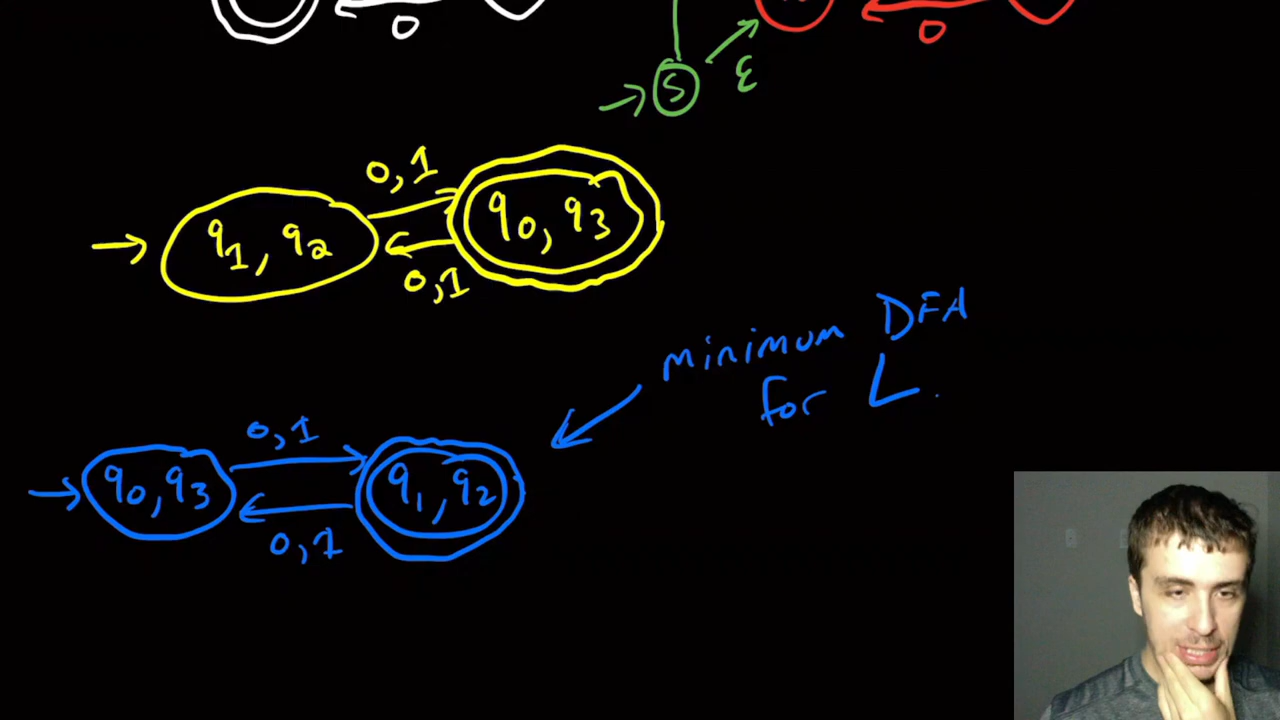 0
0
S
ε
0,1
q1, q2
q0, q3
0,1
minimum DFA
for L.
0,1
q0, q3
q1, q2
0,1